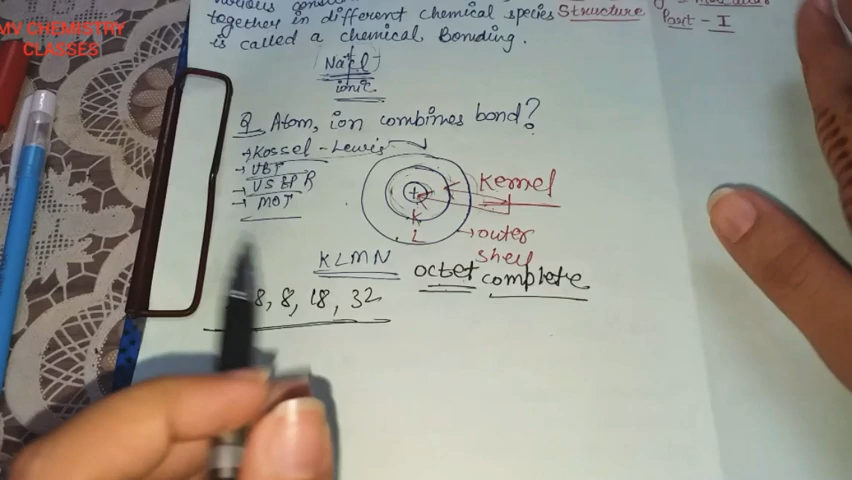 together in different chemical species Structure
Part - I
is called a chemical Bonding.
MV CHEMISTRY
CLASSES
NaCl
ionic
Q. Atom, ion combines bond?
→ Kossel - Lewis
→ VBT
→ VSEPR
→ MOT
Kernel
+
K
L
→ outer
shell
KLMN
octet complete
8, 8, 18, 32